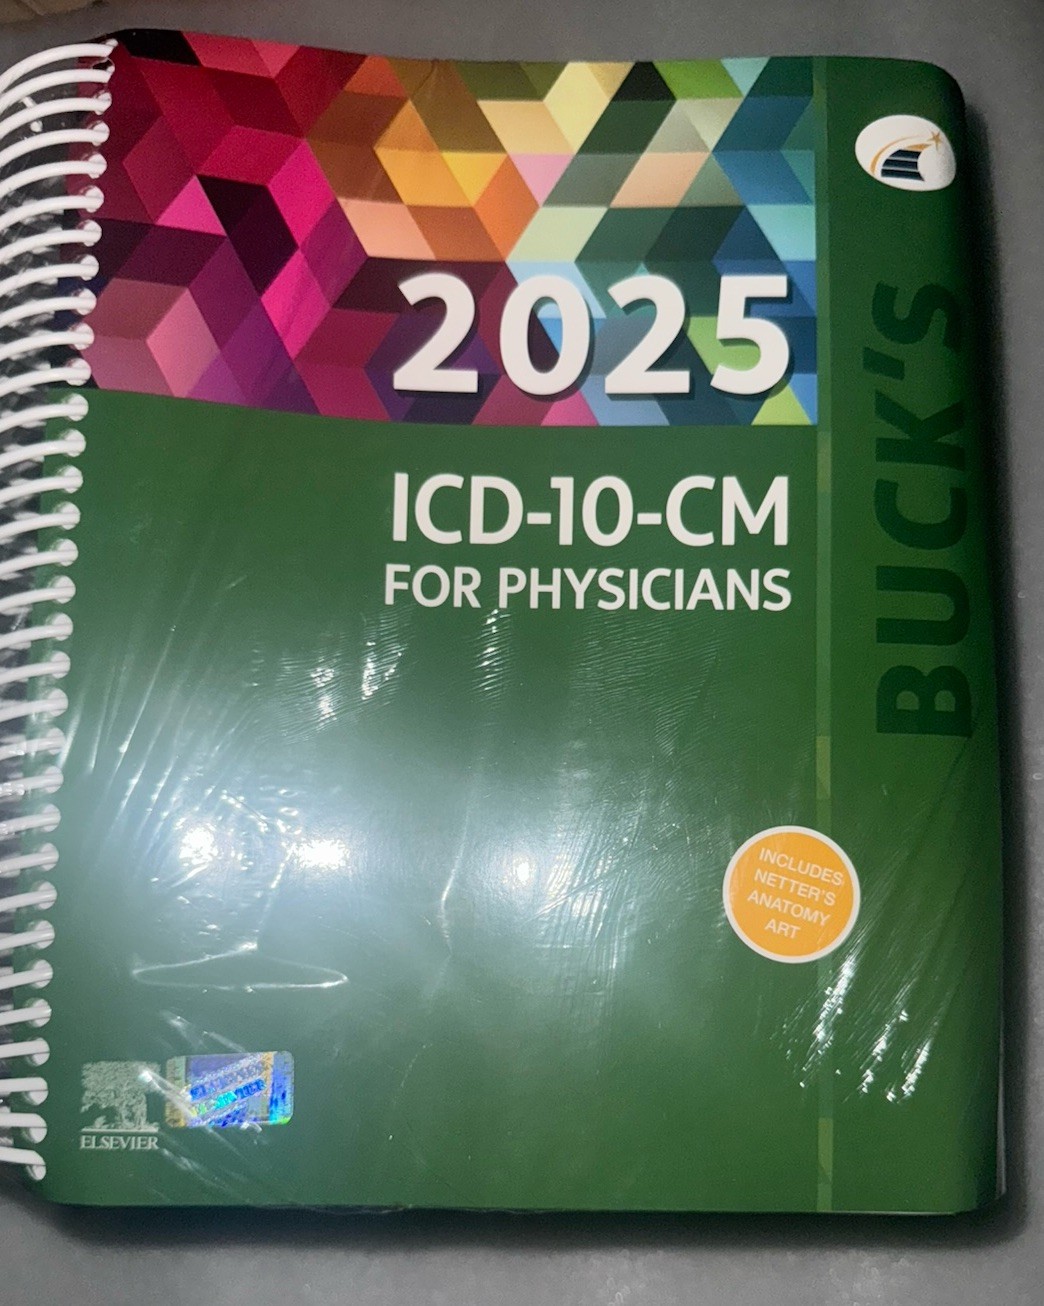 2025
ICD-10-CM
FOR PHYSICIANS
BUCK'S
INCLUDES
NETTER'S
ANATOMY
ART
ELSEVIER